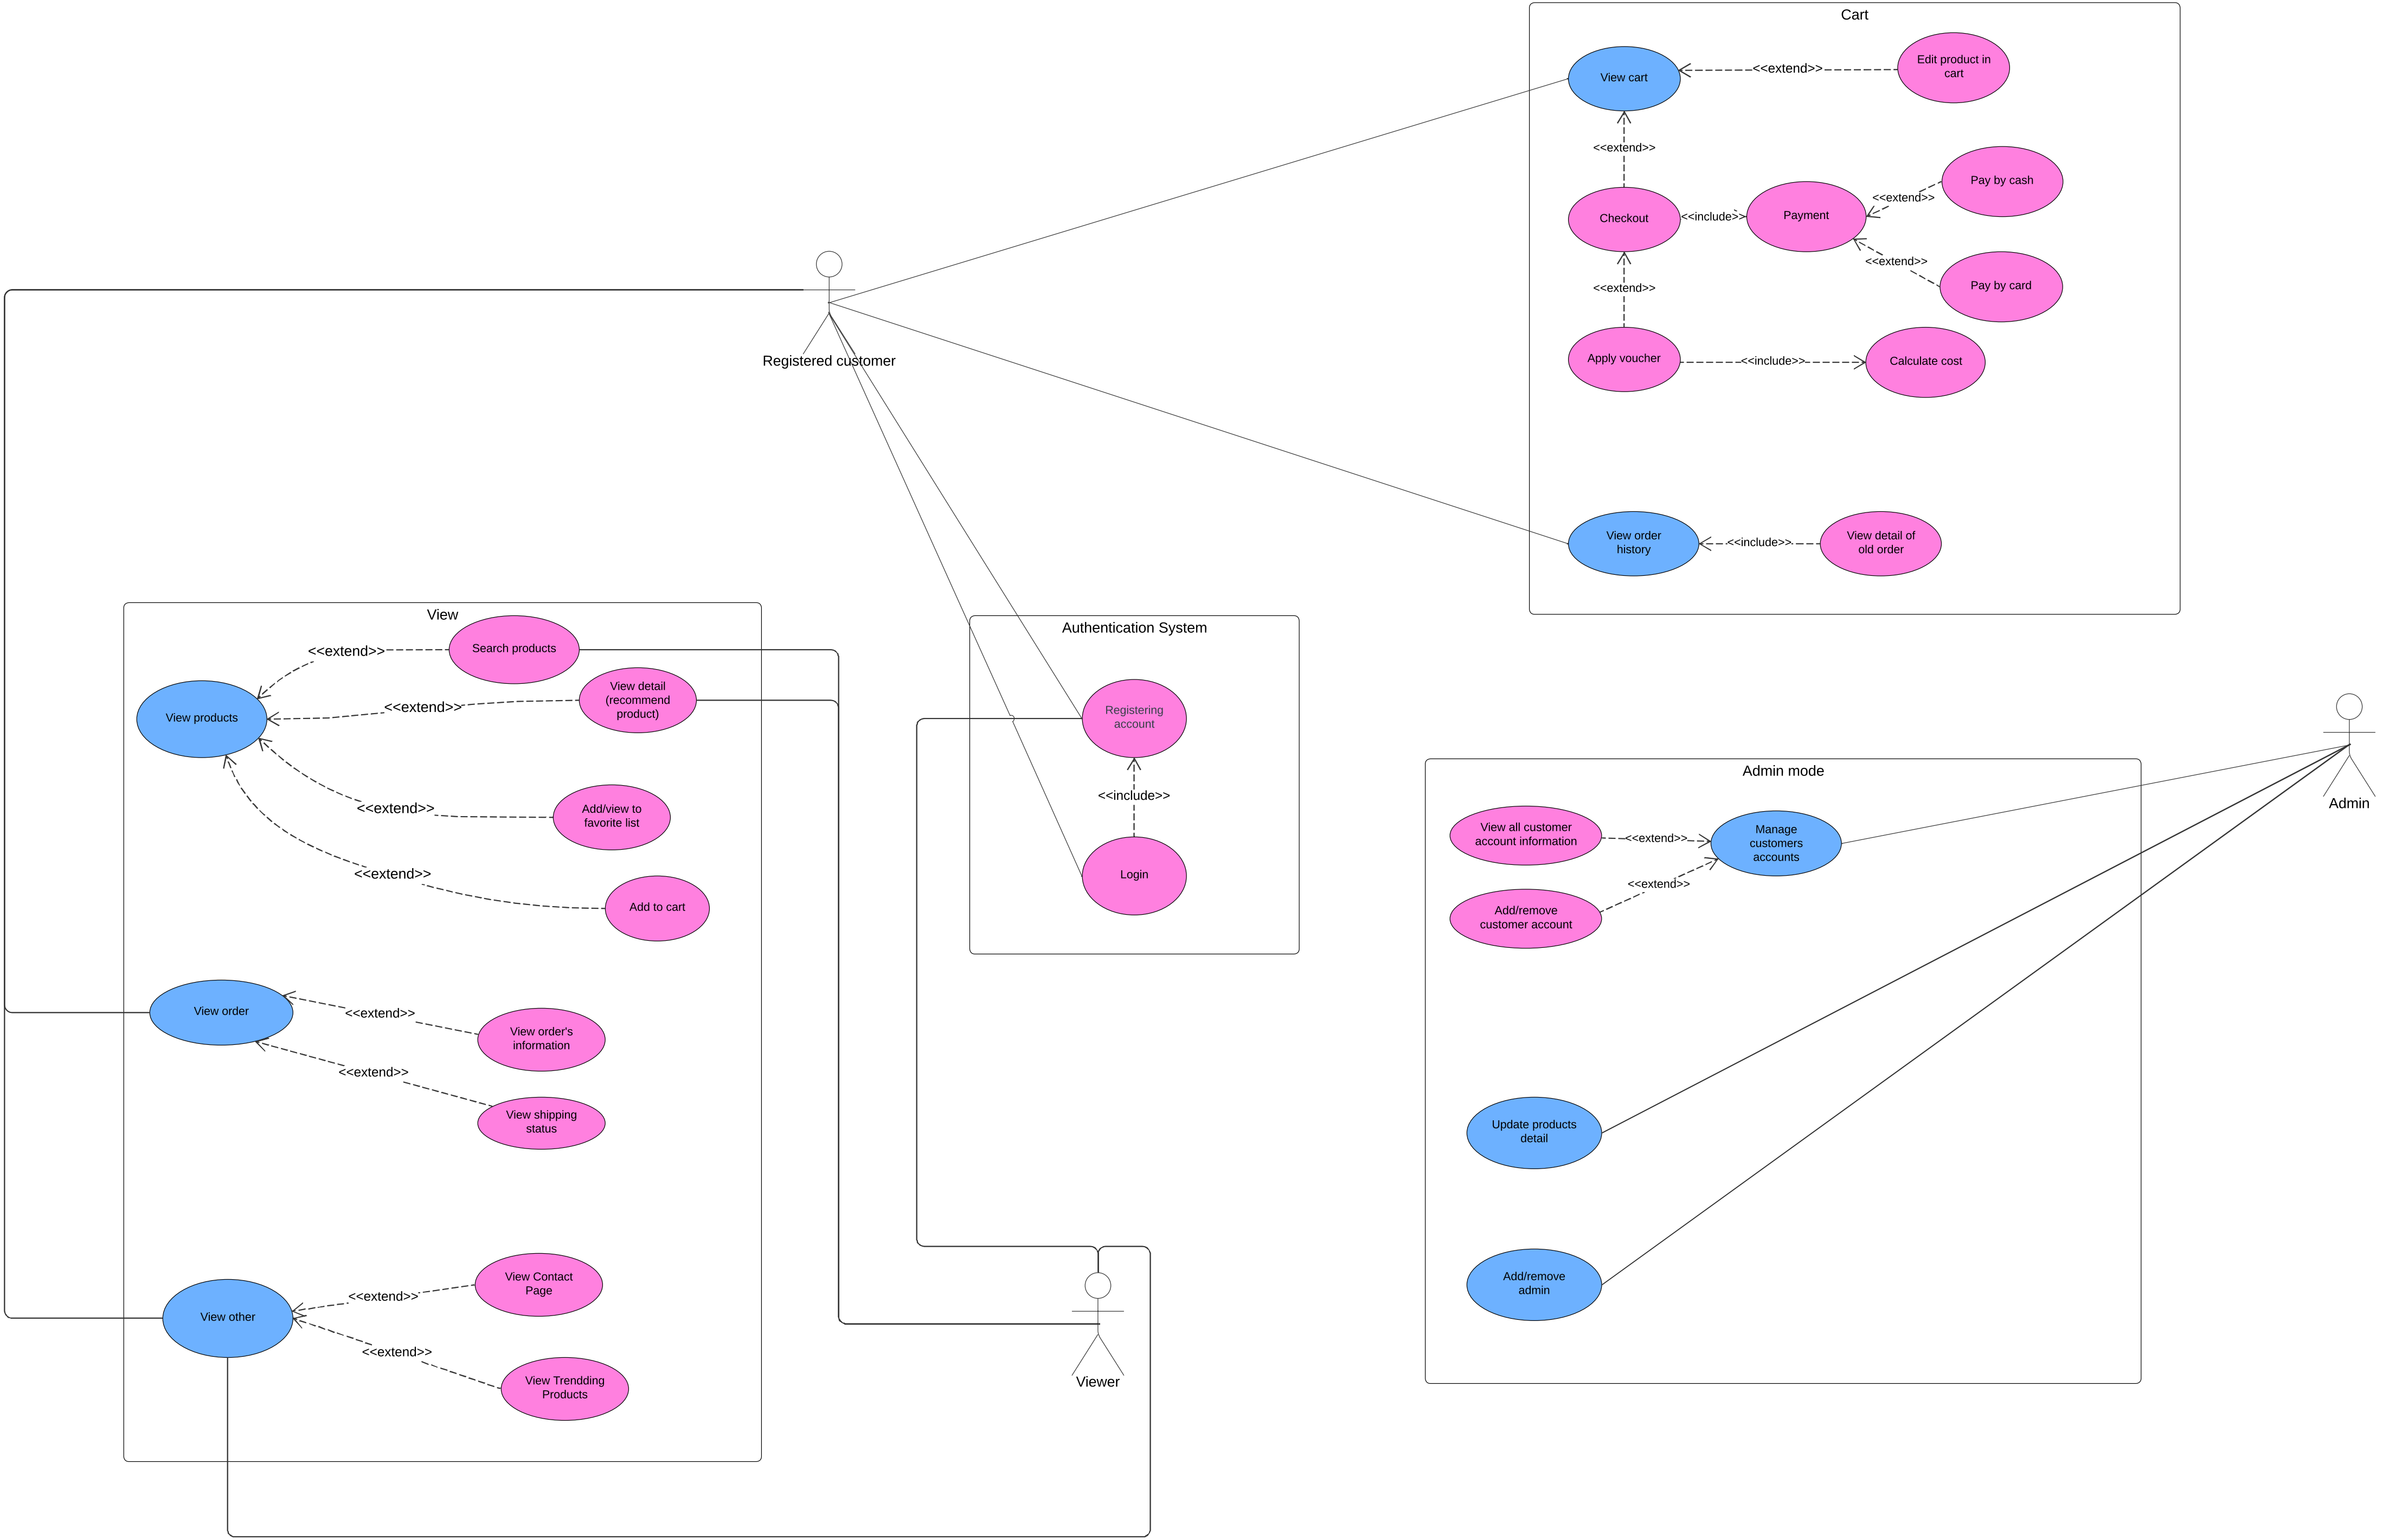 Cart
View cart
<<extend>>
Edit product in
cart
<<extend>>
Checkout
<<include>>
Payment
<<extend>>
Pay by cash
<<extend>>
Pay by card
<<extend>>
Apply voucher
<<include>>
Calculate cost
View order
history
<<include>>
View detail of
old order
Registered customer
View
Search products
<<extend>>
View products
<<extend>>
View detail
(recommend
product)
<<extend>>
Add/view to
favorite list
<<extend>>
Add to cart
View order
<<extend>>
View order's
information
<<extend>>
View shipping
status
View other
<<extend>>
View Contact
Page
<<extend>>
View Trendding
Products
Authentication System
Registering
account
<<include>>
Login
Viewer
Admin mode
View all customer
account information
<<extend>>
Manage
customers
accounts
<<extend>>
Add/remove
customer account
Update products
detail
Add/remove
admin
Admin